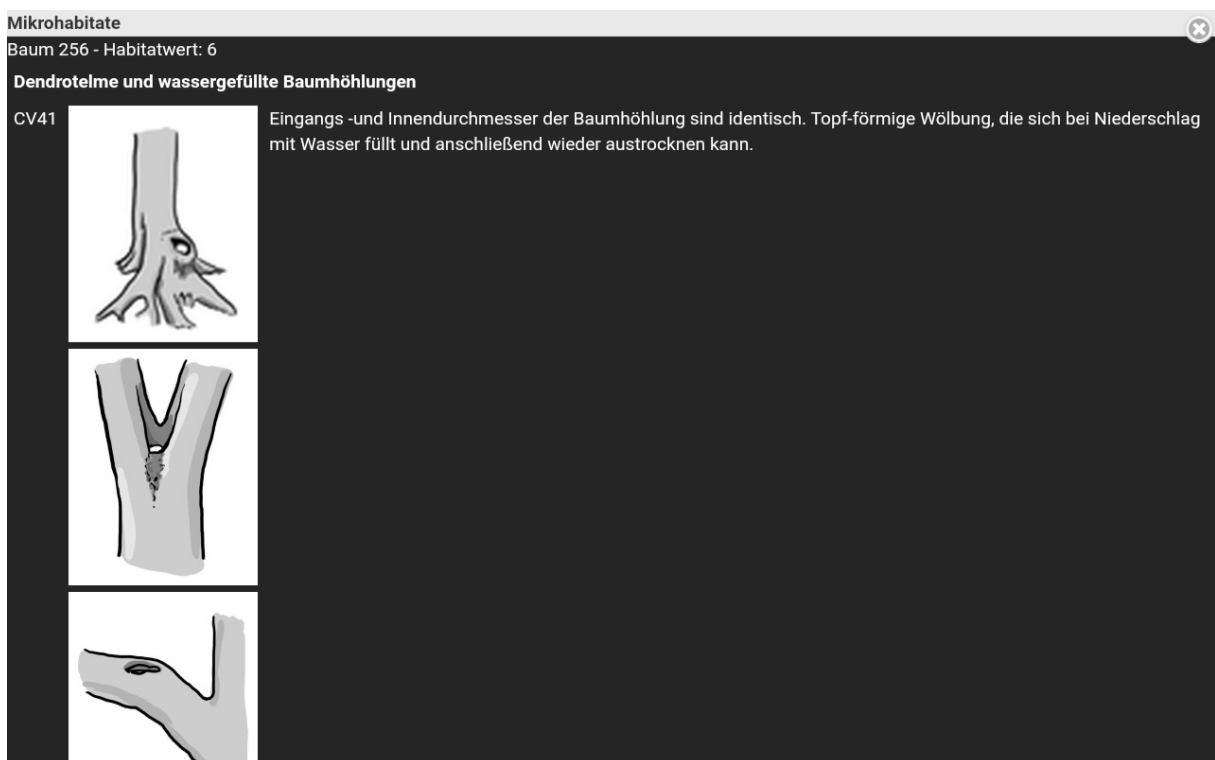 Mikrohabitate
Baum 256 - Habitatwert: 6
Dendrotelme und wassergefüllte Baumhöhlungen
CV41
Eingangs -und Innendurchmesser der Baumhöhlung sind identisch. Topf-förmige Wölbung, die sich bei Niederschlag
mit Wasser füllt und anschließend wieder austrocknen kann.